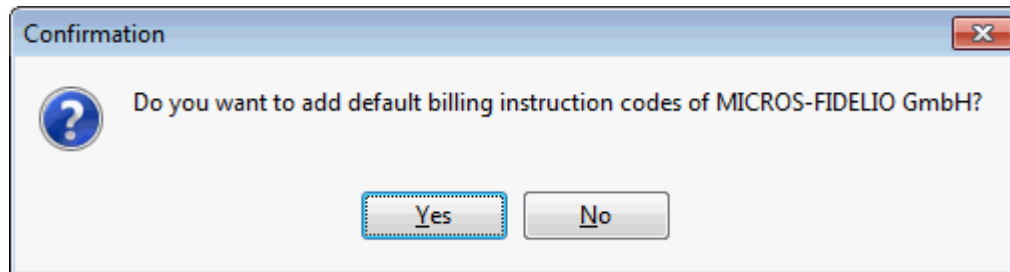 Confirmation
Do you want to add default billing instruction codes of MICROS-FIDELIO GmbH?
Yes
No